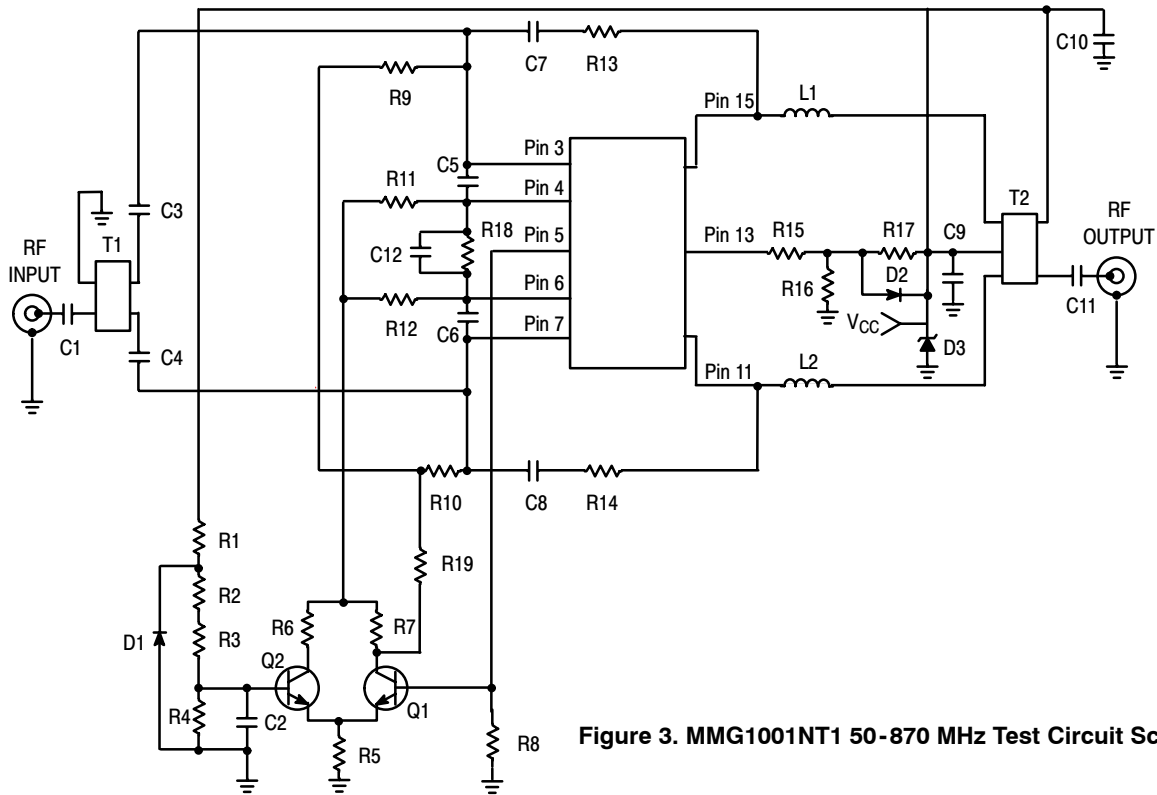 C10
C7
R13
R9
L1
Pin 15
Pin 3
C5
R11
Pin 4
C3
T2
R18
RF
OUTPUT
RF
INPUT
T1
Pin 5
Pin 13
R15
R17
C9
C12
D2
R16
Pin 6
R12
C11
C1
C6
Pin 7
VCC
C4
D3
L2
Pin 11
R10
C8
R14
R1
R19
R2
D1
R3
R6
R7
Q2
R4
C2
Q1
R5
R8
Figure 3. MMG1001NT1 50-870 MHz Test Circuit Sc